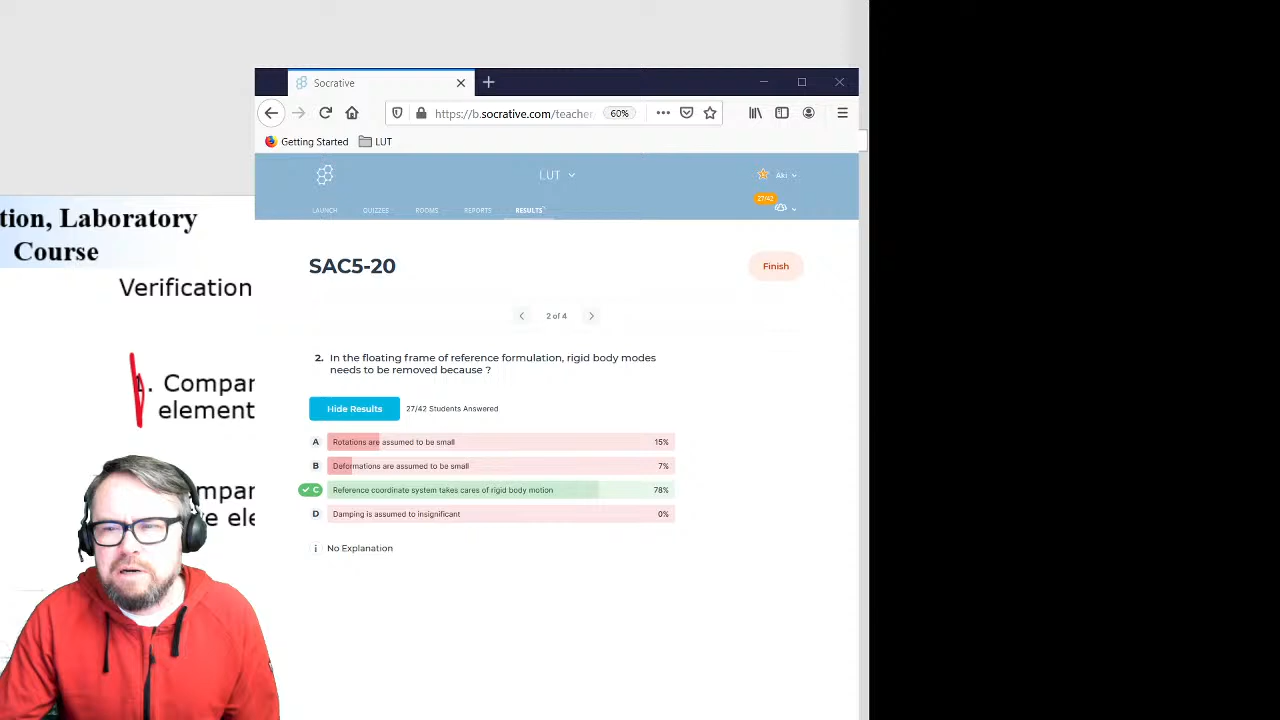 Socrative
https://b.socrative.com/teacher
60%
Getting Started
LUT
LUT
Aki
27/42
LAUNCH
QUIZZES
ROOMS
REPORTS
RESULTS
tion, Laboratory
Course
Verification
SAC5-20
Finish
2 of 4
2. In the floating frame of reference formulation, rigid body modes
needs to be removed because ?
1. Compar
element
Hide Results
27/42 Students Answered
A Rotations are assumed to be small 15%
B Deformations are assumed to be small 7%
C Reference coordinate system takes cares of rigid body motion 78%
D Damping is assumed to insignificant 0%
ompar
e ele
i No Explanation